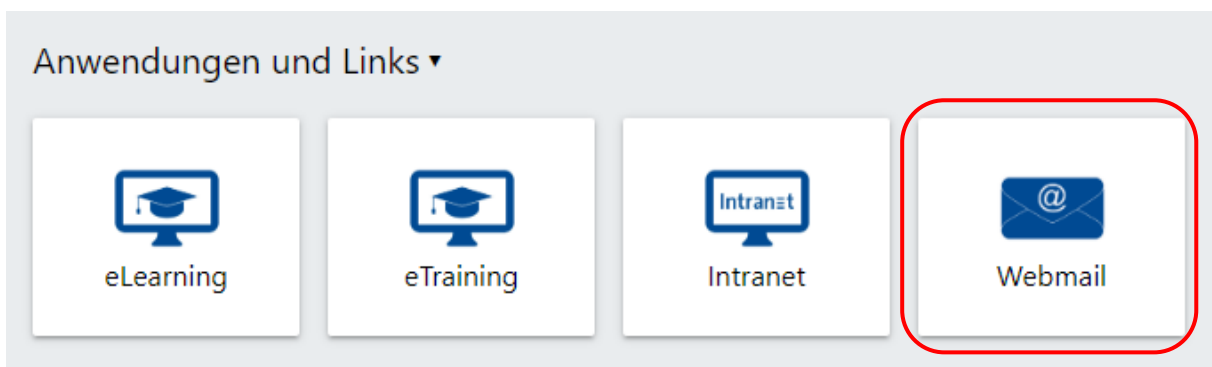 Anwendungen und Links ▾
eLearning
eTraining
Intranet
Intranet
@
Webmail